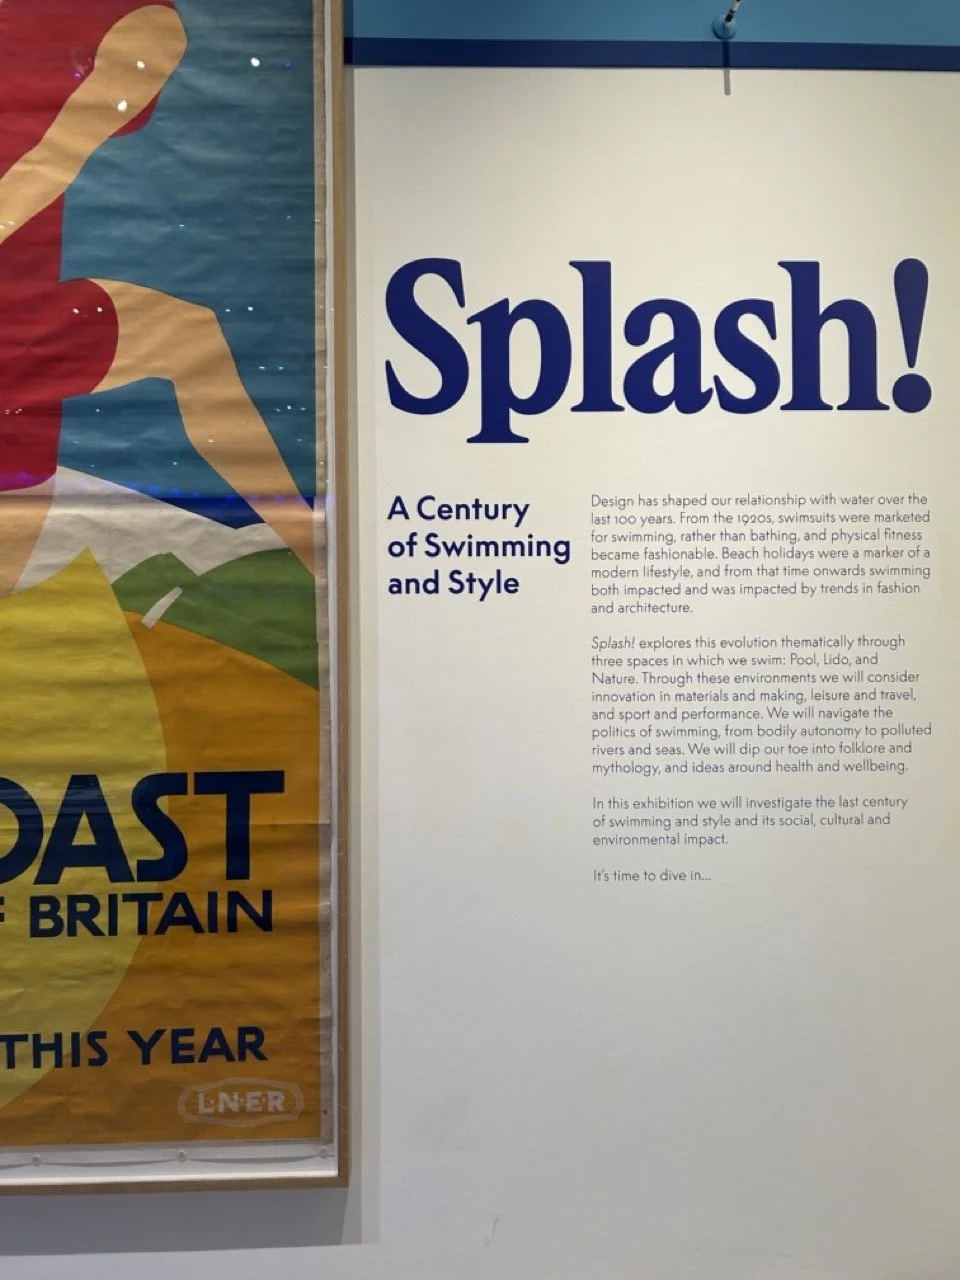 OAST
BRITAIN
THIS YEAR
L·N·E·R
Splash!
A Century
of Swimming
and Style
Design has shaped our relationship with water over the
last 100 years. From the 1920s, swimsuits were marketed
for swimming, rather than bathing, and physical fitness
became fashionable. Beach holidays were a marker of a
modern lifestyle, and from that time onwards swimming
both impacted and was impacted by trends in fashion
and architecture.
Splash! explores this evolution thematically through
three spaces in which we swim: Pool, Lido, and
Nature. Through these environments we will consider
innovation in materials and making, leisure and travel,
and sport and performance. We will navigate the
politics of swimming, from bodily autonomy to polluted
rivers and seas. We will dip our toe into folklore and
mythology, and ideas around health and wellbeing.
In this exhibition we will investigate the last century
of swimming and style and its social, cultural and
environmental impact.
It's time to dive in...